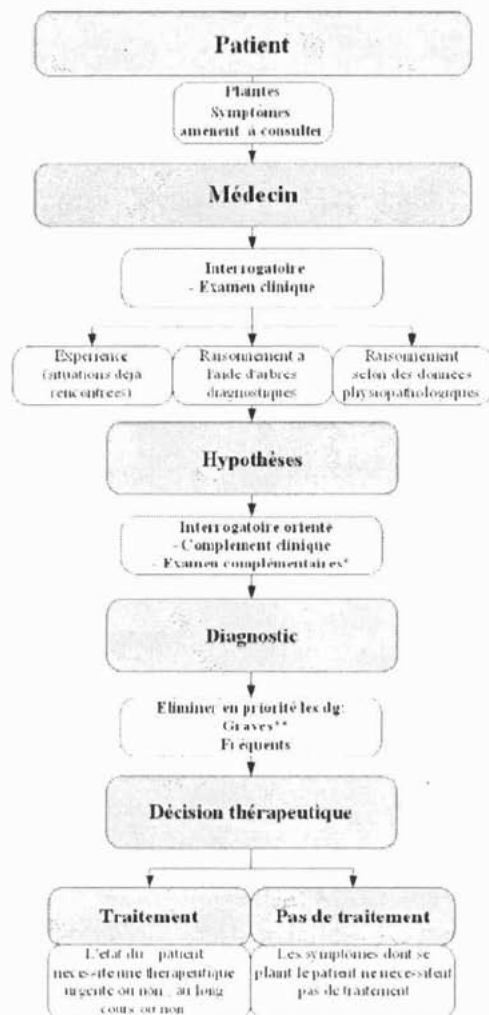 Patient
Plaintes
Symptômes
amènent à consulter
Médecin
Interrogatoire
- Examen clinique
Expérience
(situations déjà
rencontrées)
Raisonnement à
l'aide d'arbres
diagnostiques
Raisonnement
selon des données
physiopathologiques
Hypothèses
Interrogatoire orienté
- Complément clinique
- Examen complémentaires*
Diagnostic
Eliminer en priorité les dg:
Graves**
Fréquents
Décision thérapeutique
Traitement
L'état du patient
nécessite une thérapeutique
urgente ou non , au long
cours ou non
Pas de traitement
Les symptômes dont se
plaint le patient ne nécessitent
pas de traitement